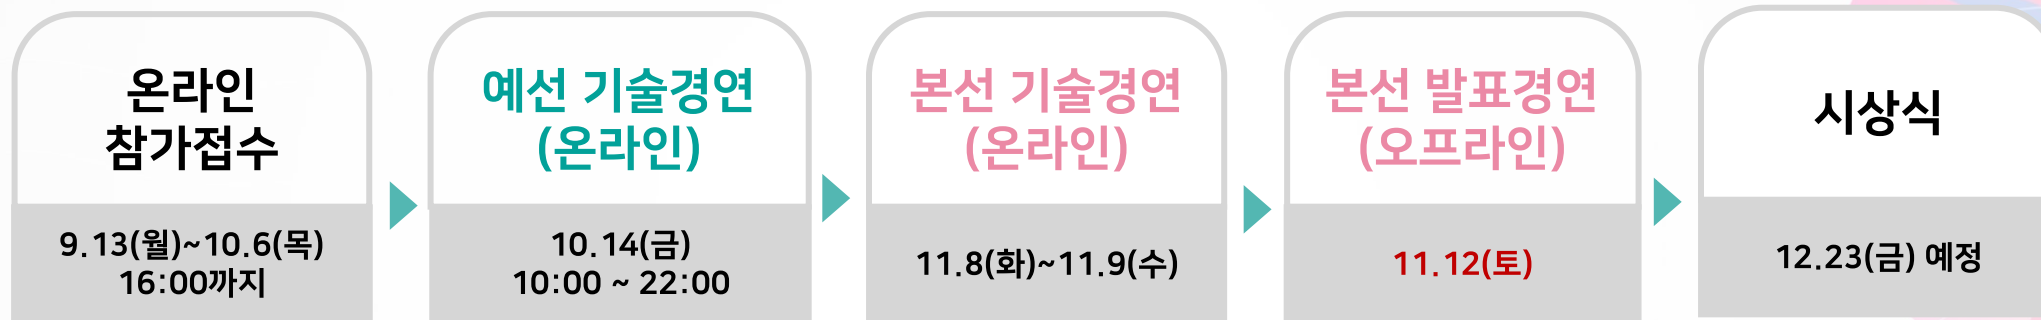 온라인
참가접수
9.13(월)~10.6(목)
16:00까지
예선 기술경연
(온라인)
10.14(금)
10:00 ~ 22:00
본선 기술경연
(온라인)
11.8(화)~11.9(수)
본선 발표경연
(오프라인)
11.12(토)
시상식
12.23(금) 예정